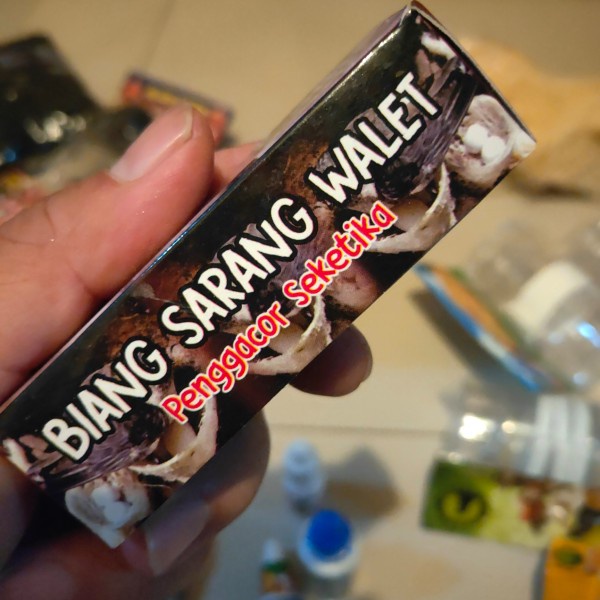 BIANG SARANG WALET
Penggacor Seketika